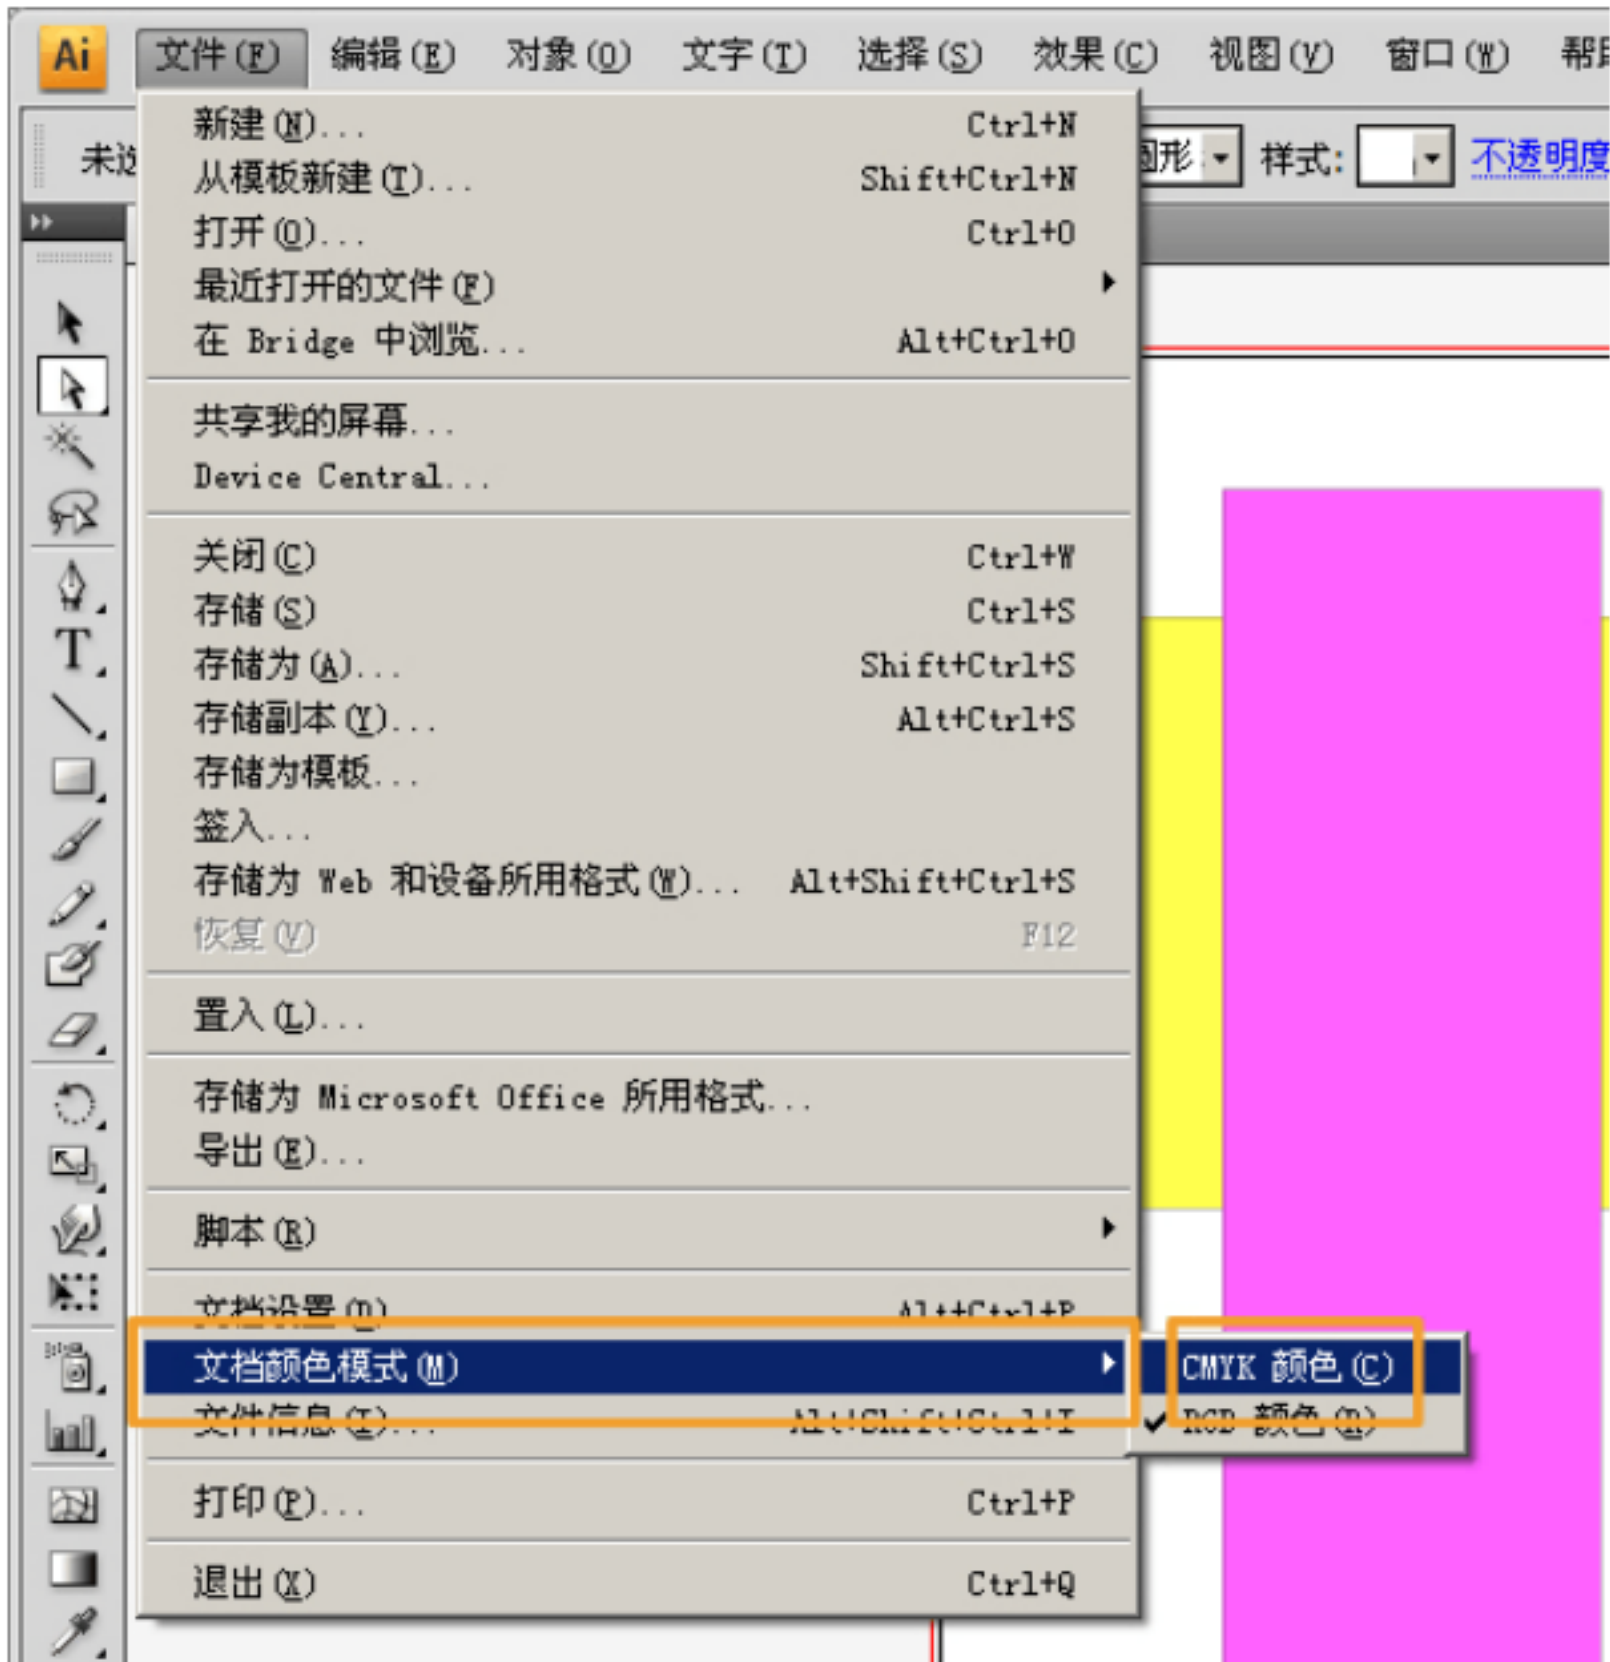 Ai 文件(F) 编辑(E) 对象(O) 文字(T) 选择(S) 效果(C) 视图(V) 窗口(W)
未选 圆形 样式: 不透明度
新建(N)... Ctrl+N
从模板新建(T)... Shift+Ctrl+N
打开(O)... Ctrl+O
最近打开的文件(F)
在 Bridge 中浏览... Alt+Ctrl+O
共享我的屏幕...
Device Central...
关闭(C) Ctrl+W
存储(S) Ctrl+S
存储为(A)... Shift+Ctrl+S
存储副本(Y)... Alt+Ctrl+S
存储为模板...
签入...
存储为 Web 和设备所用格式(W)... Alt+Shift+Ctrl+S
恢复(V) F12
置入(L)...
存储为 Microsoft Office 所用格式...
导出(E)...
脚本(R)
文档设置(D) Alt+Ctrl+P
文档颜色模式(M) CMYK 颜色(C)
文件信息(I)... Alt+Shift+Ctrl+I RGB 颜色(R)
打印(P)... Ctrl+P
退出(X) Ctrl+Q